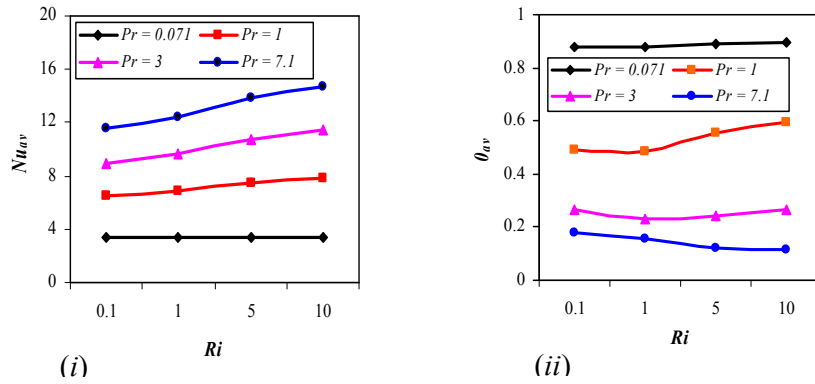 20
16
12
8
4
0
Nu_av
Pr = 0.071
Pr = 1
Pr = 3
Pr = 7.1
0.1
1
5
10
Ri
(i)
1
0.8
0.6
0.4
0.2
0
θ_av
Pr = 0.071
Pr = 1
Pr = 3
Pr = 7.1
0.1
1
5
10
Ri
(ii)